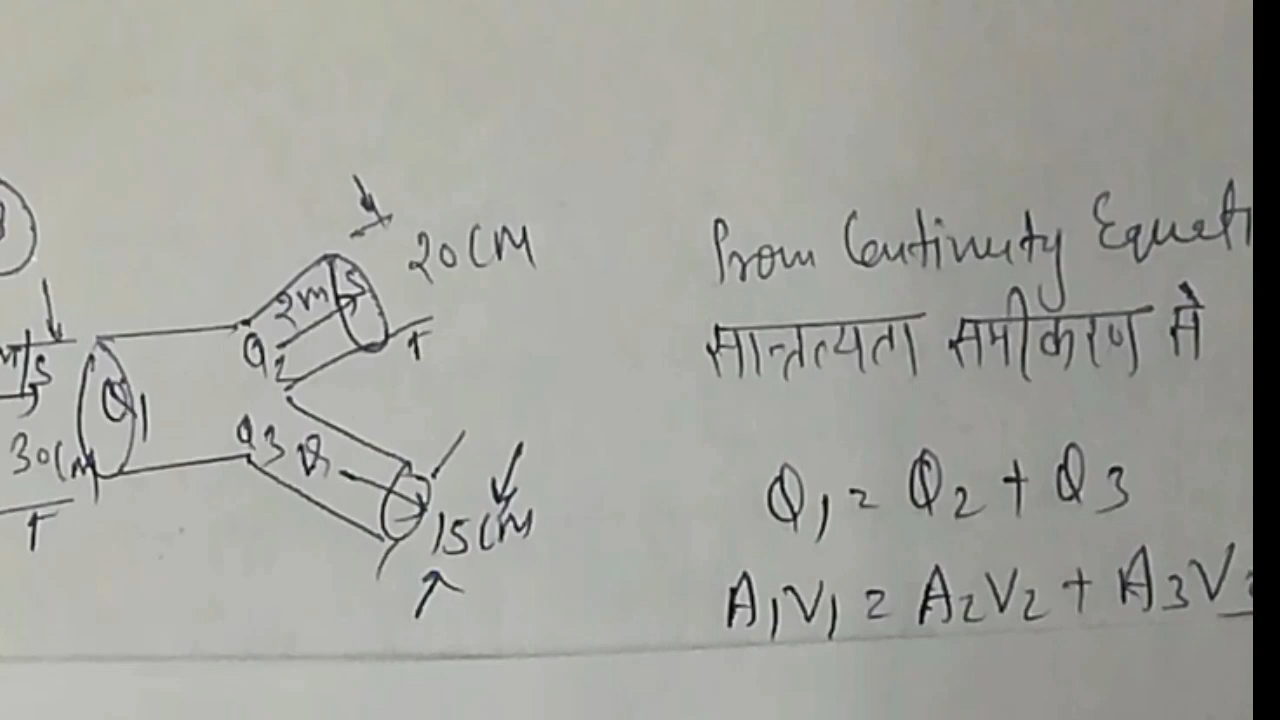 20CM
2m/s
Q2
Q1
30CM
Q3
15CM
From Continuity
सान्तत्यता समीकरण से
Q1 = Q2 + Q3
A1V1 = A2V2 + A3V